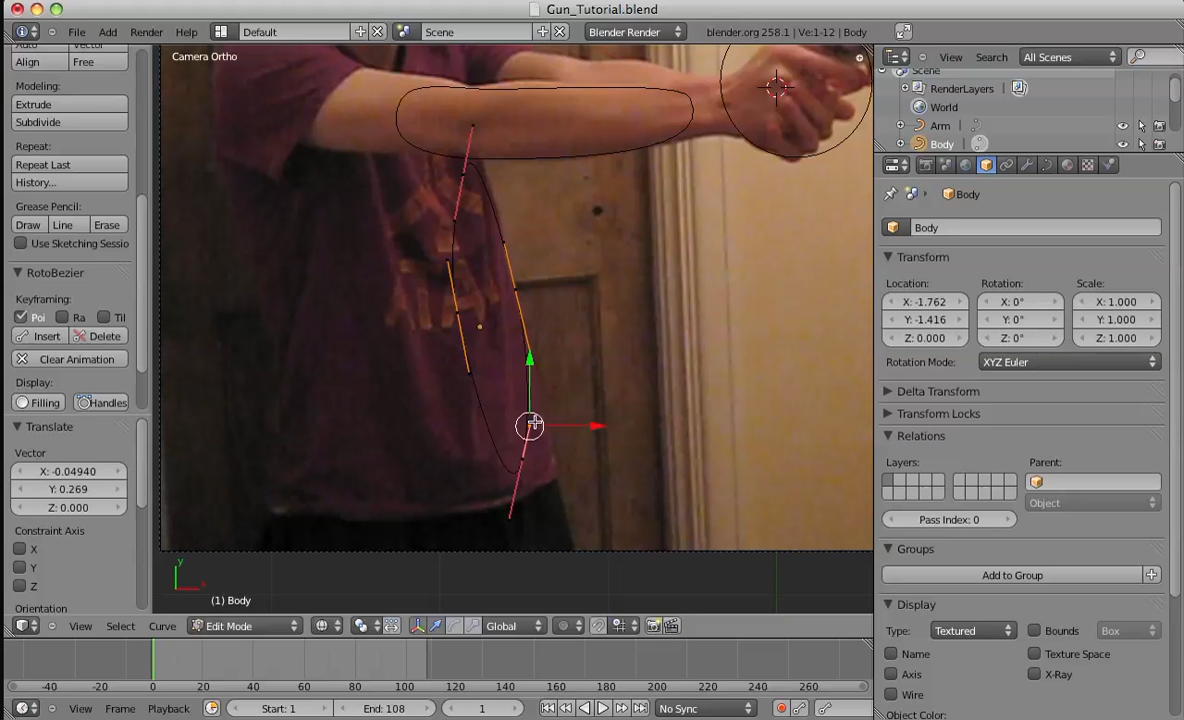 Gun_Tutorial.blend
File Add Render Help
Default
Scene
Blender Render
blender.org 258.1 | Ve:1-12 | Body
Auto Vector
Align Free
Modeling:
Extrude
Subdivide
Repeat:
Repeat Last
History...
Grease Pencil:
Draw Line Erase
Use Sketching Sessio
RotoBezier
Keyframing:
Poi Ra Til
Insert Delete
Clear Animation
Display:
Filling Handles
Translate
Vector
X: -0.04940
Y: 0.269
Z: 0.000
Constraint Axis
X
Y
Z
Orientation
Camera Ortho
y
x
(1) Body
View Select Curve Edit Mode Global
-40 -20 0 20 40 60 80 100 120 140 160 180 200 220 240 260
View Frame Playback Start: 1 End: 108 1 No Sync
View Search All Scenes
Scene
RenderLayers
World
Arm
Body
Body
Body
Transform
Location: Rotation: Scale:
X: -1.762 X: 0° X: 1.000
Y: -1.416 Y: 0° Y: 1.000
Z: 0.000 Z: 0° Z: 1.000
Rotation Mode: XYZ Euler
Delta Transform
Transform Locks
Relations
Layers: Parent:
Object
Pass Index: 0
Groups
Add to Group
Display
Type: Textured Bounds Box
Name Texture Space
Axis X-Ray
Wire
Object Color: